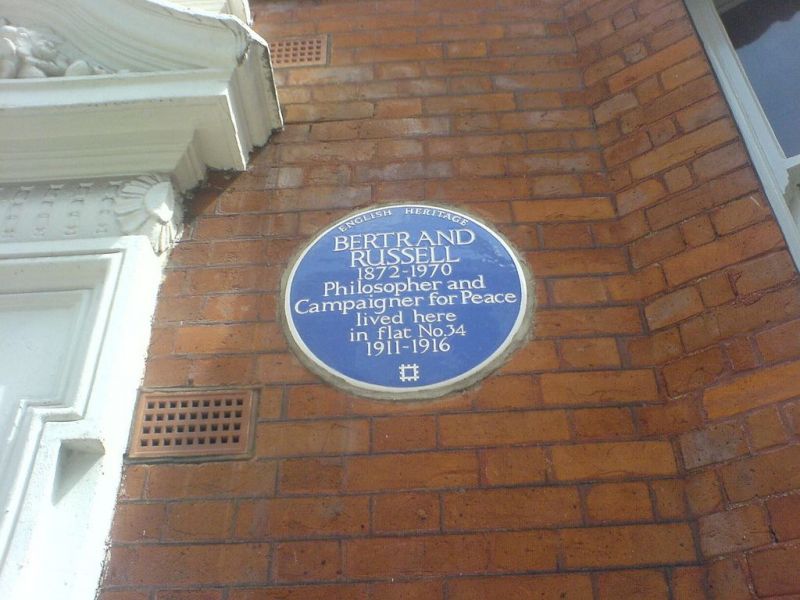 ENGLISH HERITAGE
BERTRAND
RUSSELL
1872-1970
Philosopher and
Campaigner for Peace
lived here
in flat No.34
1911-1916